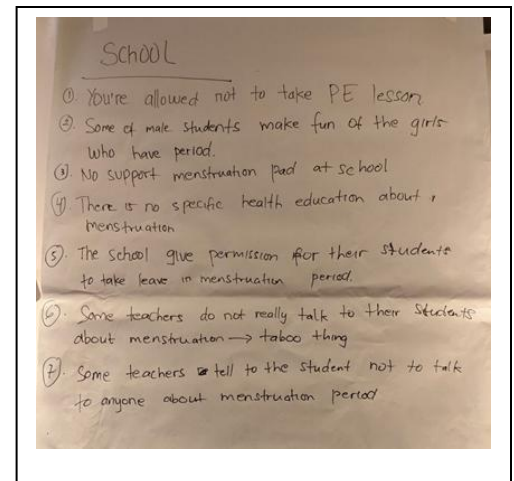 SCHOOL
①. You're allowed not to take PE lesson
②. Some of male students make fun of the girls
who have period.
③. No support menstruation pad at school
④. There is no specific health education about
menstruation
⑤. The school give permission for their students
to take leave in menstruation period.
⑥. Some teachers do not really talk to their students
about menstruation → taboo thing
⑦. Some teachers tell to the student not to talk
to anyone about menstruation period